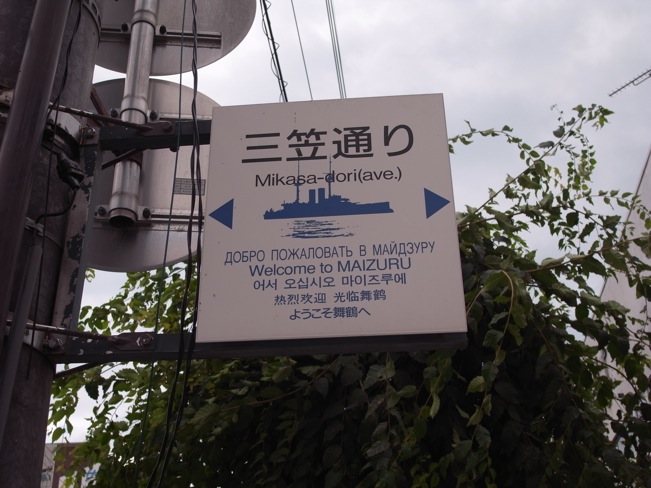 三笠通り
Mikasa-dori(ave.)
ДОБРО ПОЖАЛОВАТЬ В МАЙДЗУРУ
Welcome to MAIZURU
어서 오십시오 마이즈루에
热烈欢迎 光临舞鹤
ようこそ舞鶴へ